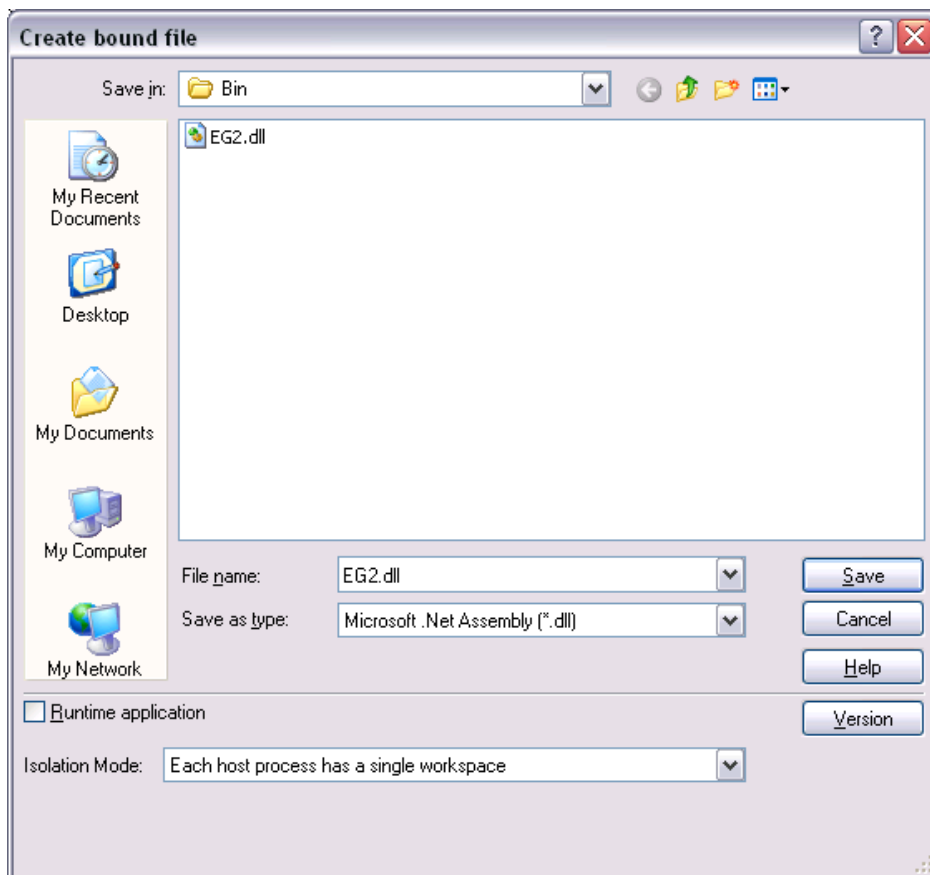 Create bound file
?
Save in:
Bin
EG2.dll
My Recent
Documents
Desktop
My Documents
My Computer
My Network
File name:
EG2.dll
Save
Save as type:
Microsoft .Net Assembly (*.dll)
Cancel
Help
Runtime application
Version
Isolation Mode:
Each host process has a single workspace